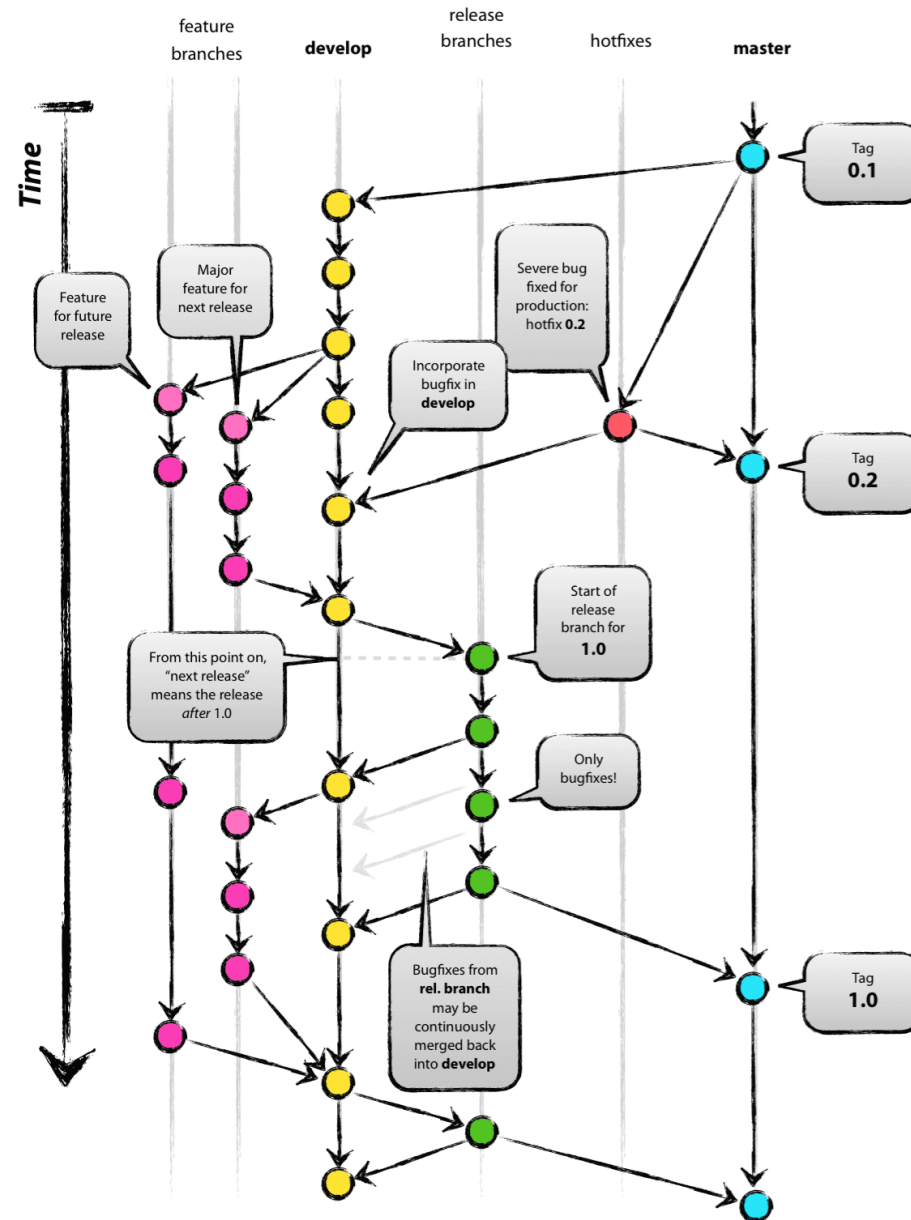 feature
branches
develop
release
branches
hotfixes
master
Time
Tag
0.1
Major
feature for
next release
Severe bug
fixed for
production:
hotfix 0.2
Feature
for future
release
Incorporate
bugfix in
develop
Tag
0.2
Start of
release
branch for
1.0
From this point on,
“next release”
means the release
after 1.0
Only
bugfixes!
Bugfixes from
rel. branch
may be
continuously
merged back
into develop
Tag
1.0